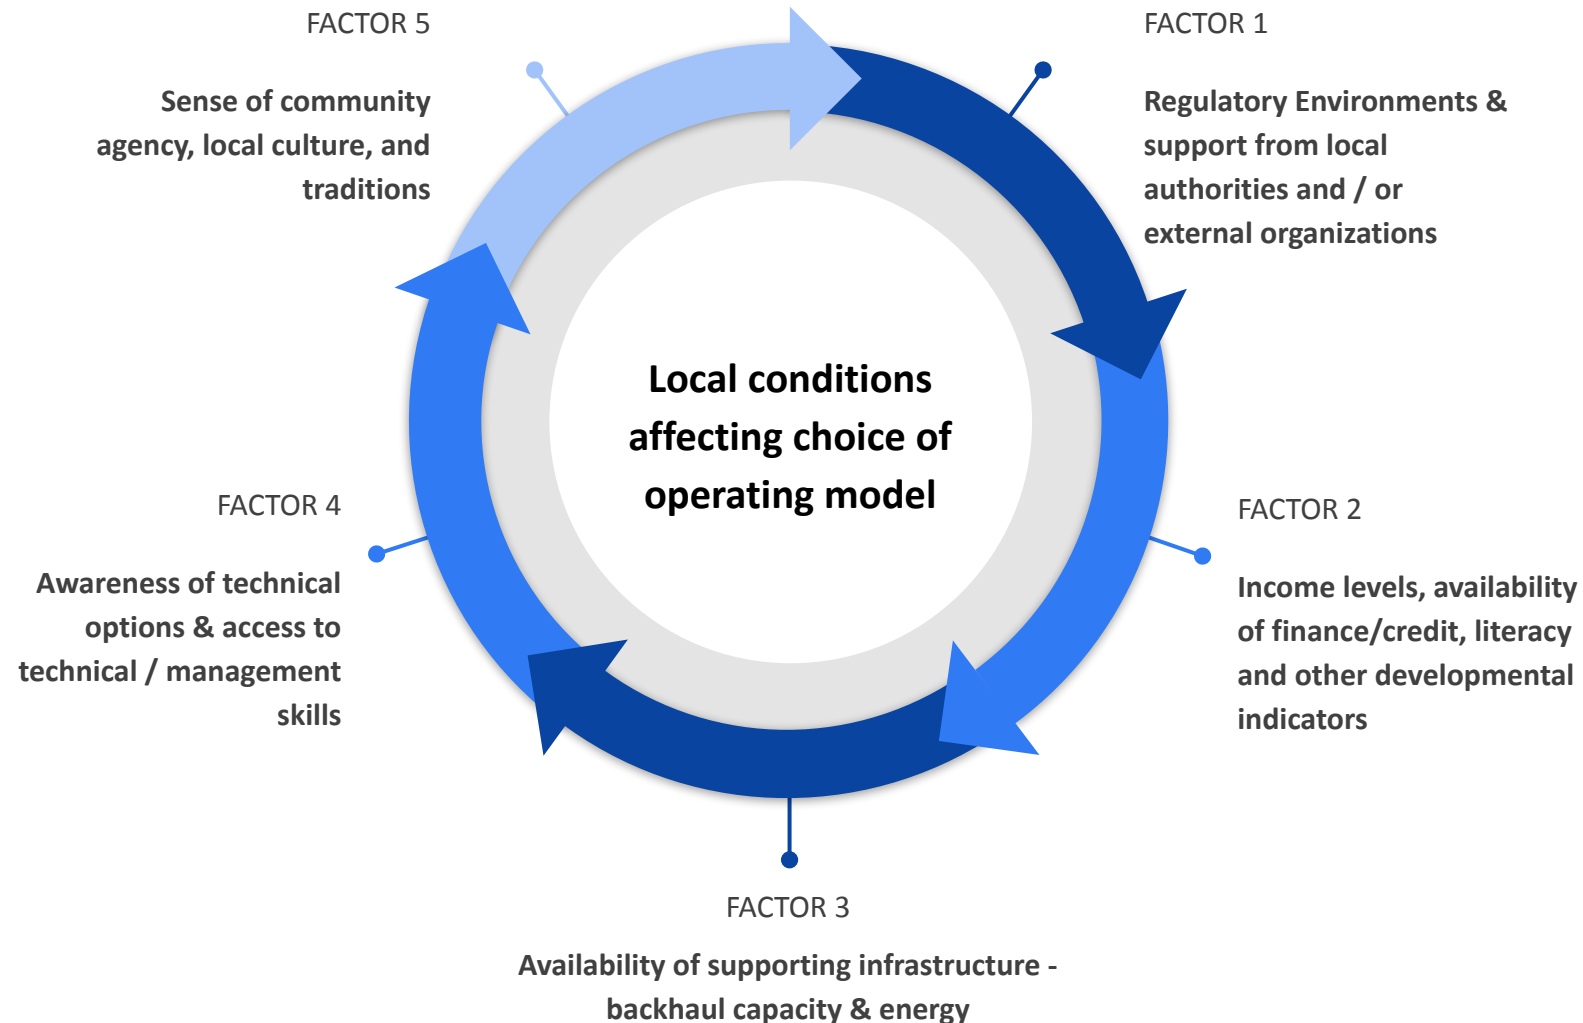 Local conditions
affecting choice of
operating model
FACTOR 1
Regulatory Environments &
support from local
authorities and / or
external organizations
FACTOR 2
Income levels, availability
of finance/credit, literacy
and other developmental
indicators
FACTOR 3
Availability of supporting infrastructure -
backhaul capacity & energy
FACTOR 4
Awareness of technical
options & access to
technical / management
skills
FACTOR 5
Sense of community
agency, local culture, and
traditions